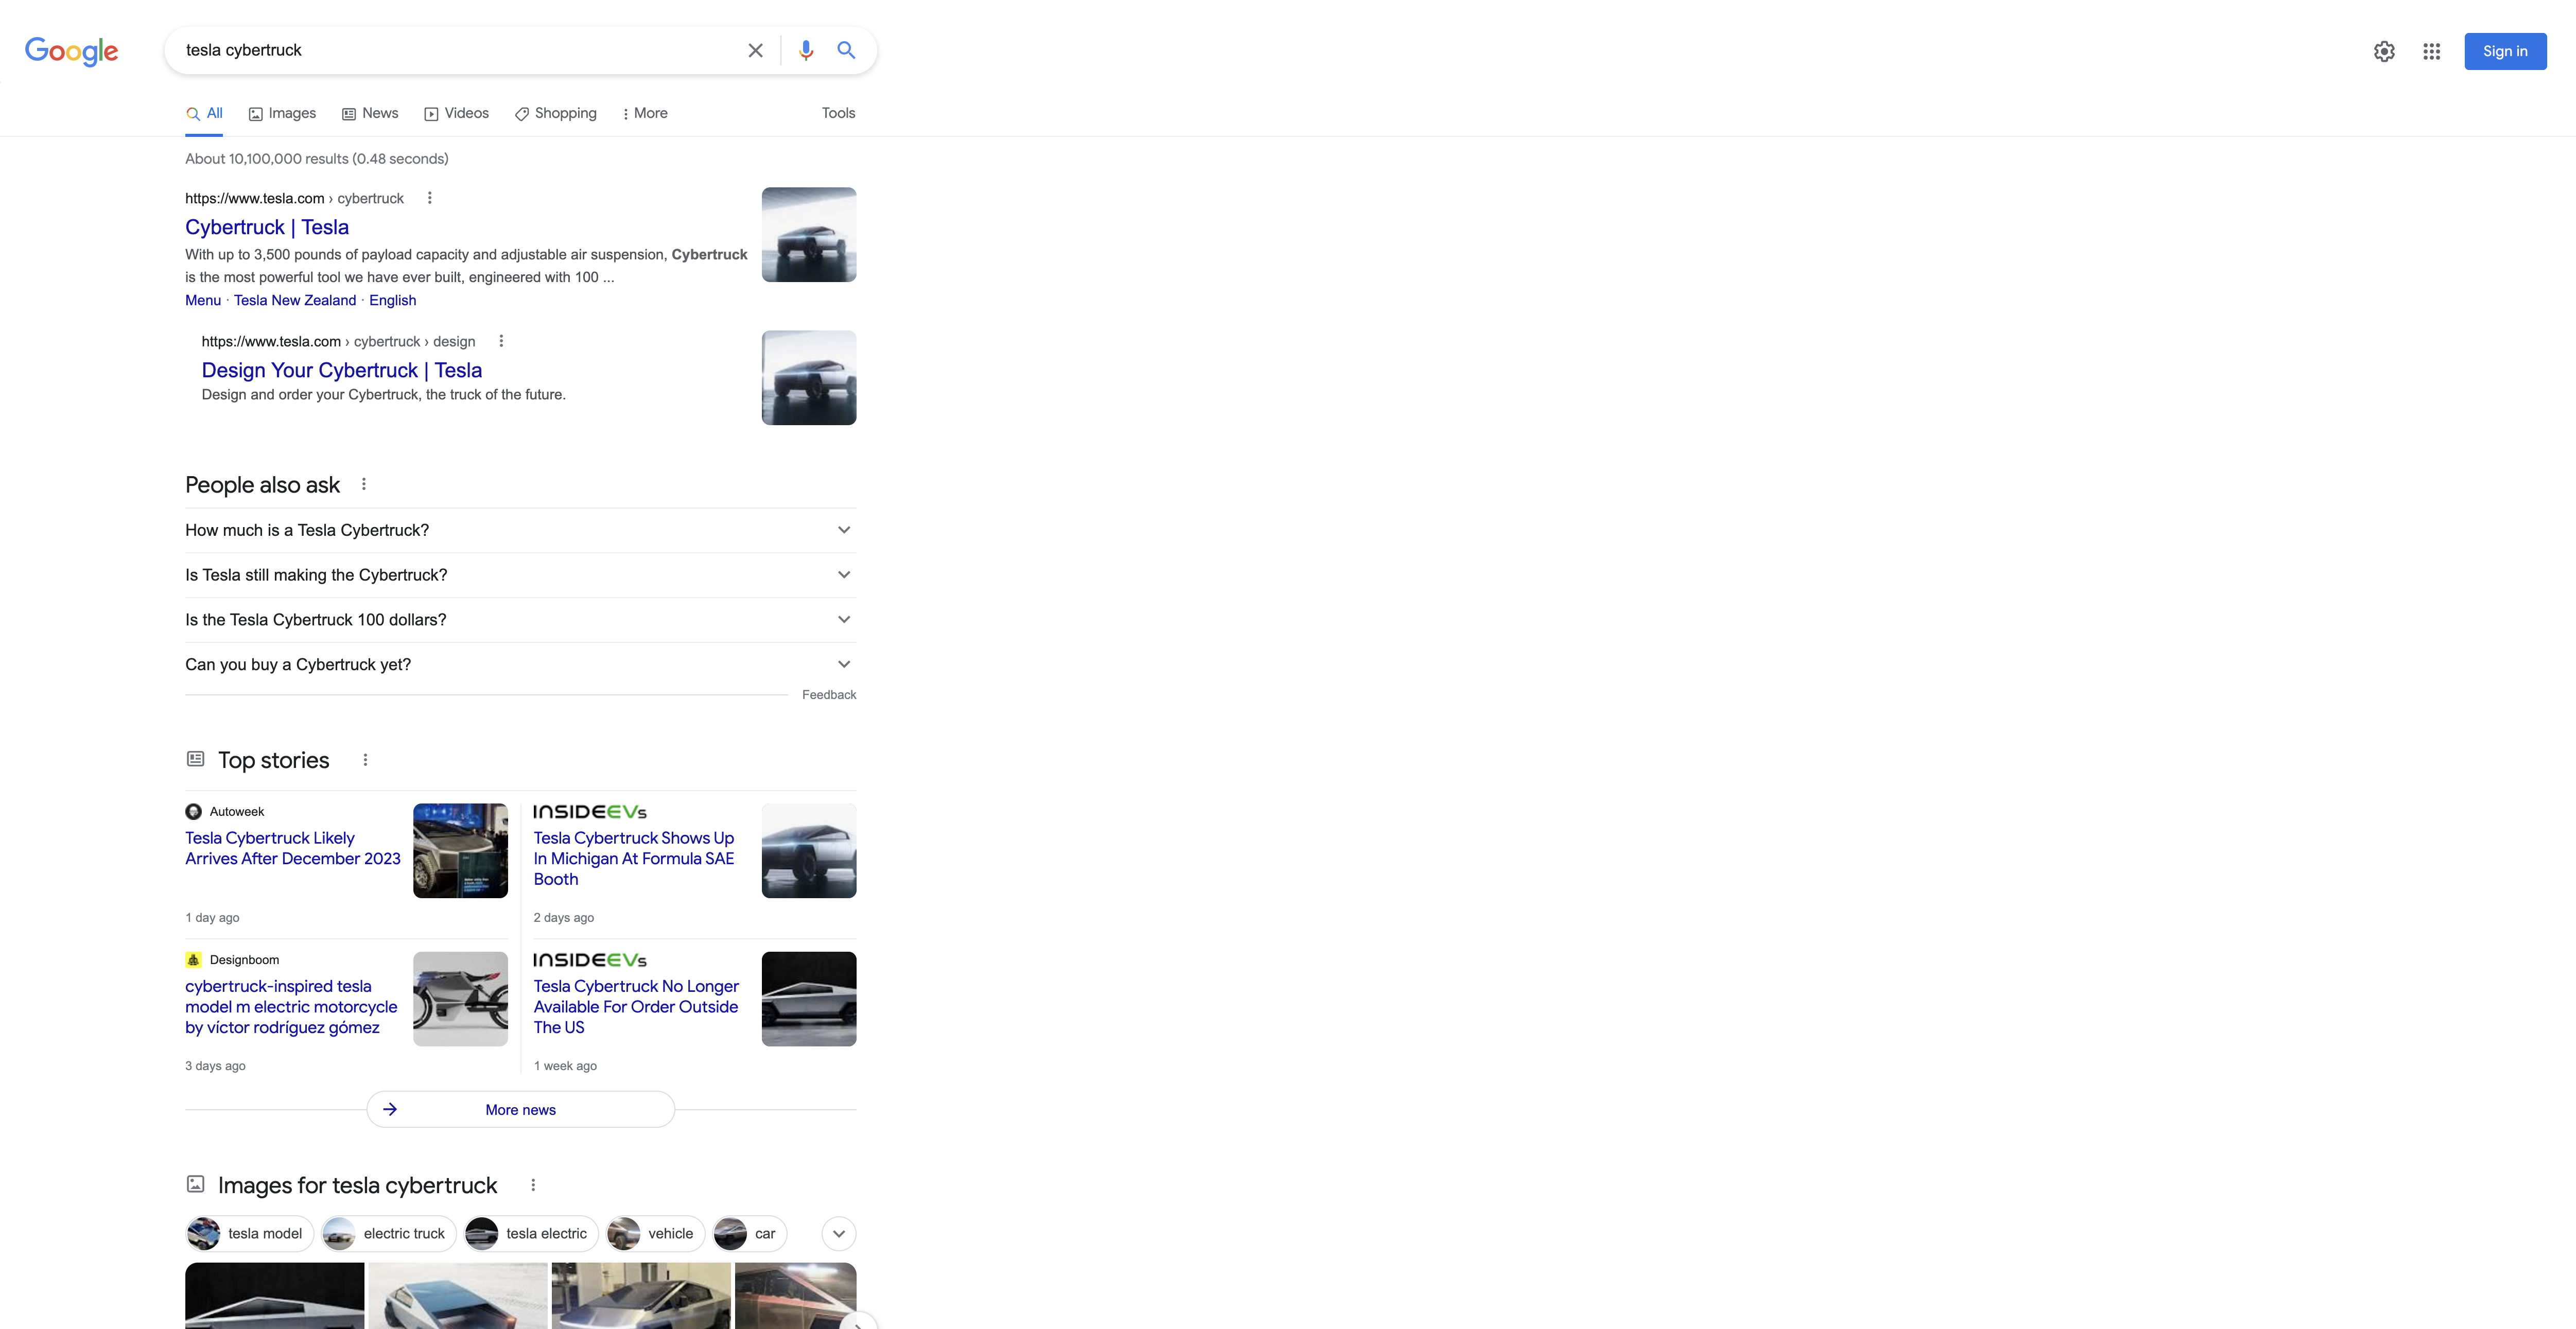 Google
tesla cybertruck
Sign in
All
Images
News
Videos
Shopping
More
Tools
About 10,100,000 results (0.48 seconds)
https://www.tesla.com › cybertruck
Cybertruck | Tesla
With up to 3,500 pounds of payload capacity and adjustable air suspension, Cybertruck
is the most powerful tool we have ever built, engineered with 100 ...
Menu · Tesla New Zealand · English
https://www.tesla.com › cybertruck › design
Design Your Cybertruck | Tesla
Design and order your Cybertruck, the truck of the future.
People also ask
How much is a Tesla Cybertruck?
Is Tesla still making the Cybertruck?
Is the Tesla Cybertruck 100 dollars?
Can you buy a Cybertruck yet?
Feedback
Top stories
Autoweek
Tesla Cybertruck Likely
Arrives After December 2023
1 day ago
INSIDEEVs
Tesla Cybertruck Shows Up
In Michigan At Formula SAE
Booth
2 days ago
Designboom
cybertruck-inspired tesla
model m electric motorcycle
by victor rodríguez gómez
3 days ago
INSIDEEVs
Tesla Cybertruck No Longer
Available For Order Outside
The US
1 week ago
More news
Images for tesla cybertruck
tesla model
electric truck
tesla electric
vehicle
car